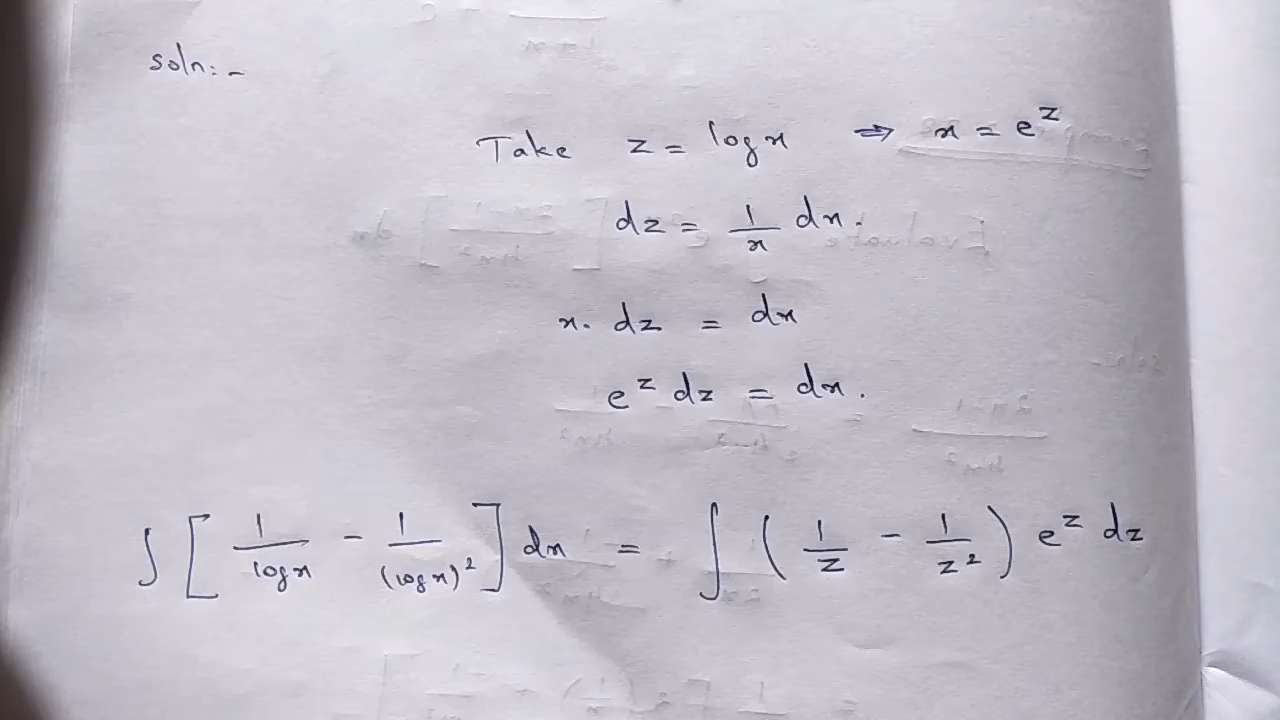 soln:-
Take z = log x ⇒ x = e^z
dz = 1/x dx.
x. dz = dx
e^z dz = dx.
∫ [ 1/log x - 1/(log x)^2 ] dx = ∫ ( 1/z - 1/z^2 ) e^z dz